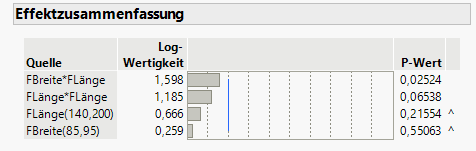 Effektzusammenfassung
Log-
Quelle Wertigkeit P-Wert
FBreite*FLänge 1,598 0,02524
FLänge*FLänge 1,185 0,06538
FLänge(140,200) 0,666 0,21554 ^
FBreite(85,95) 0,259 0,55063 ^